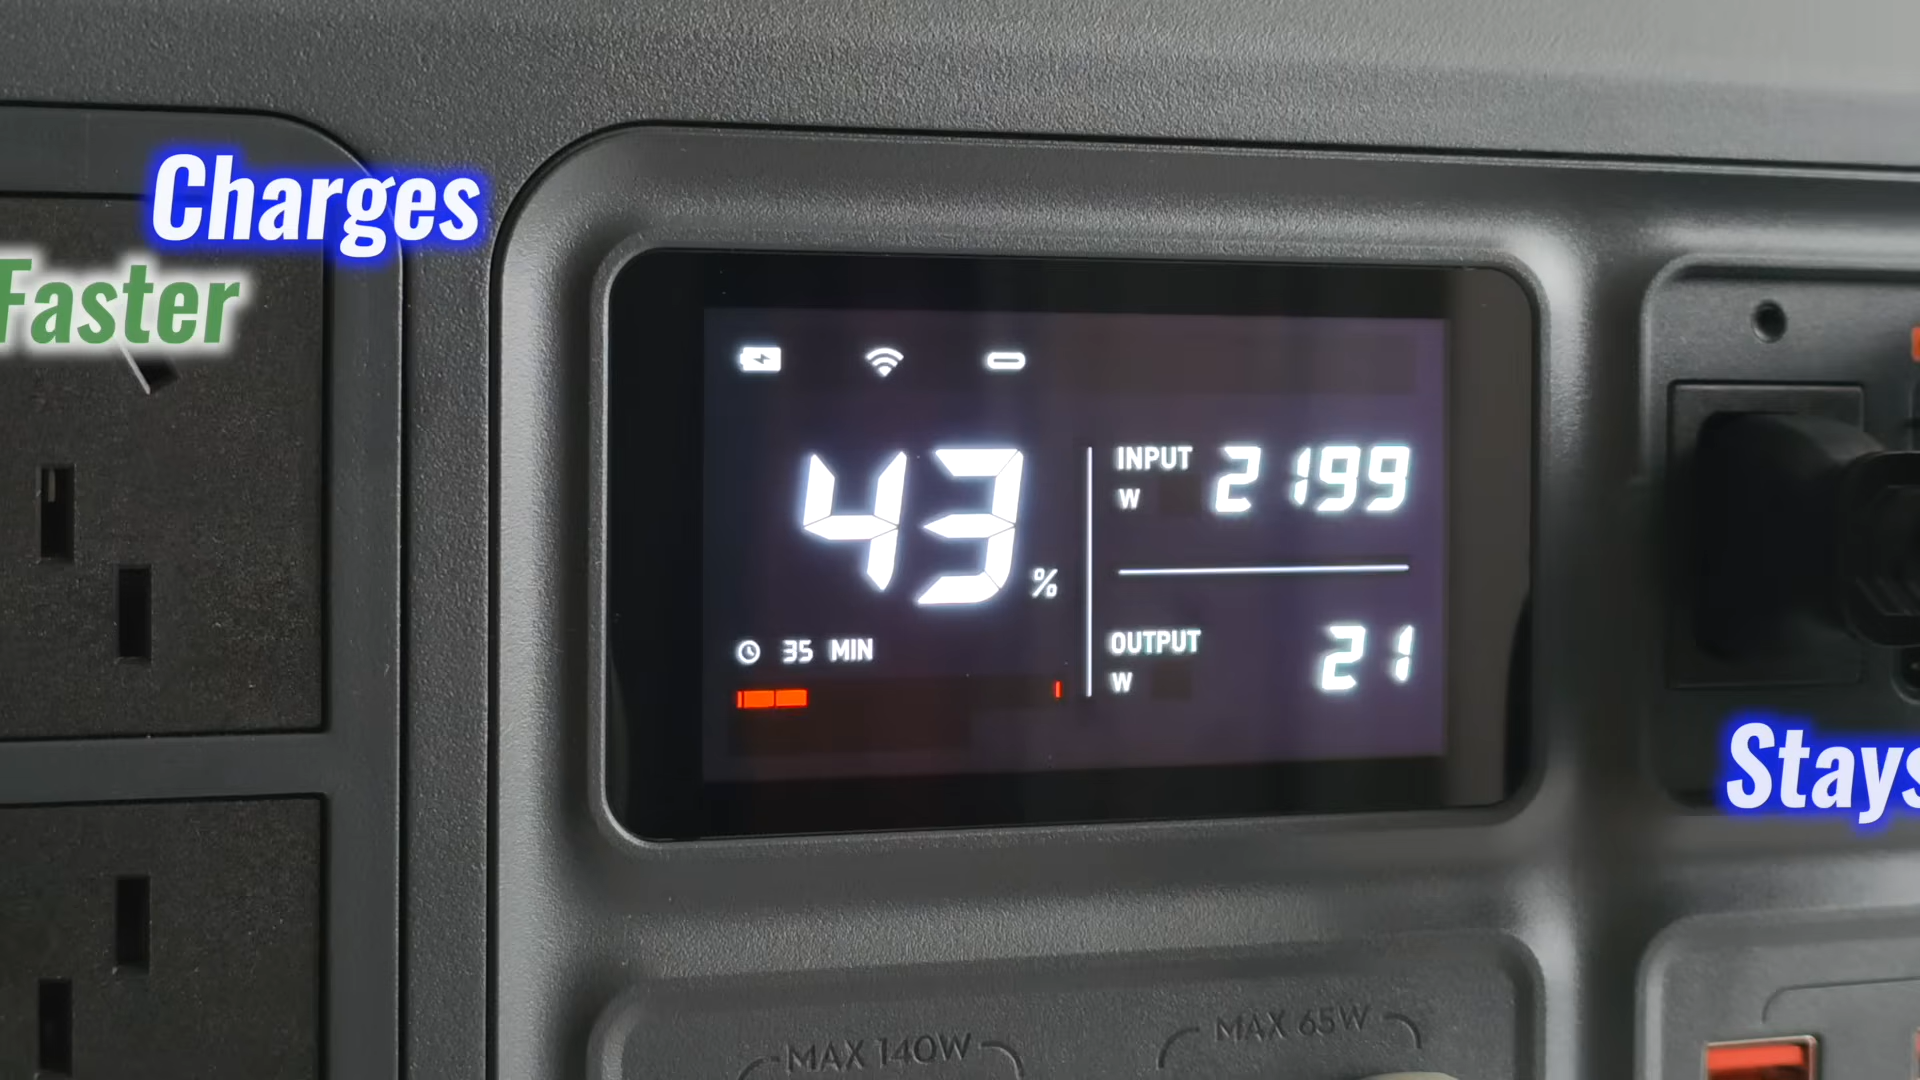 Charges
Faster
43 %
35 MIN
INPUT
W
2199
OUTPUT
W
21
Stays
MAX 140W
MAX 65W